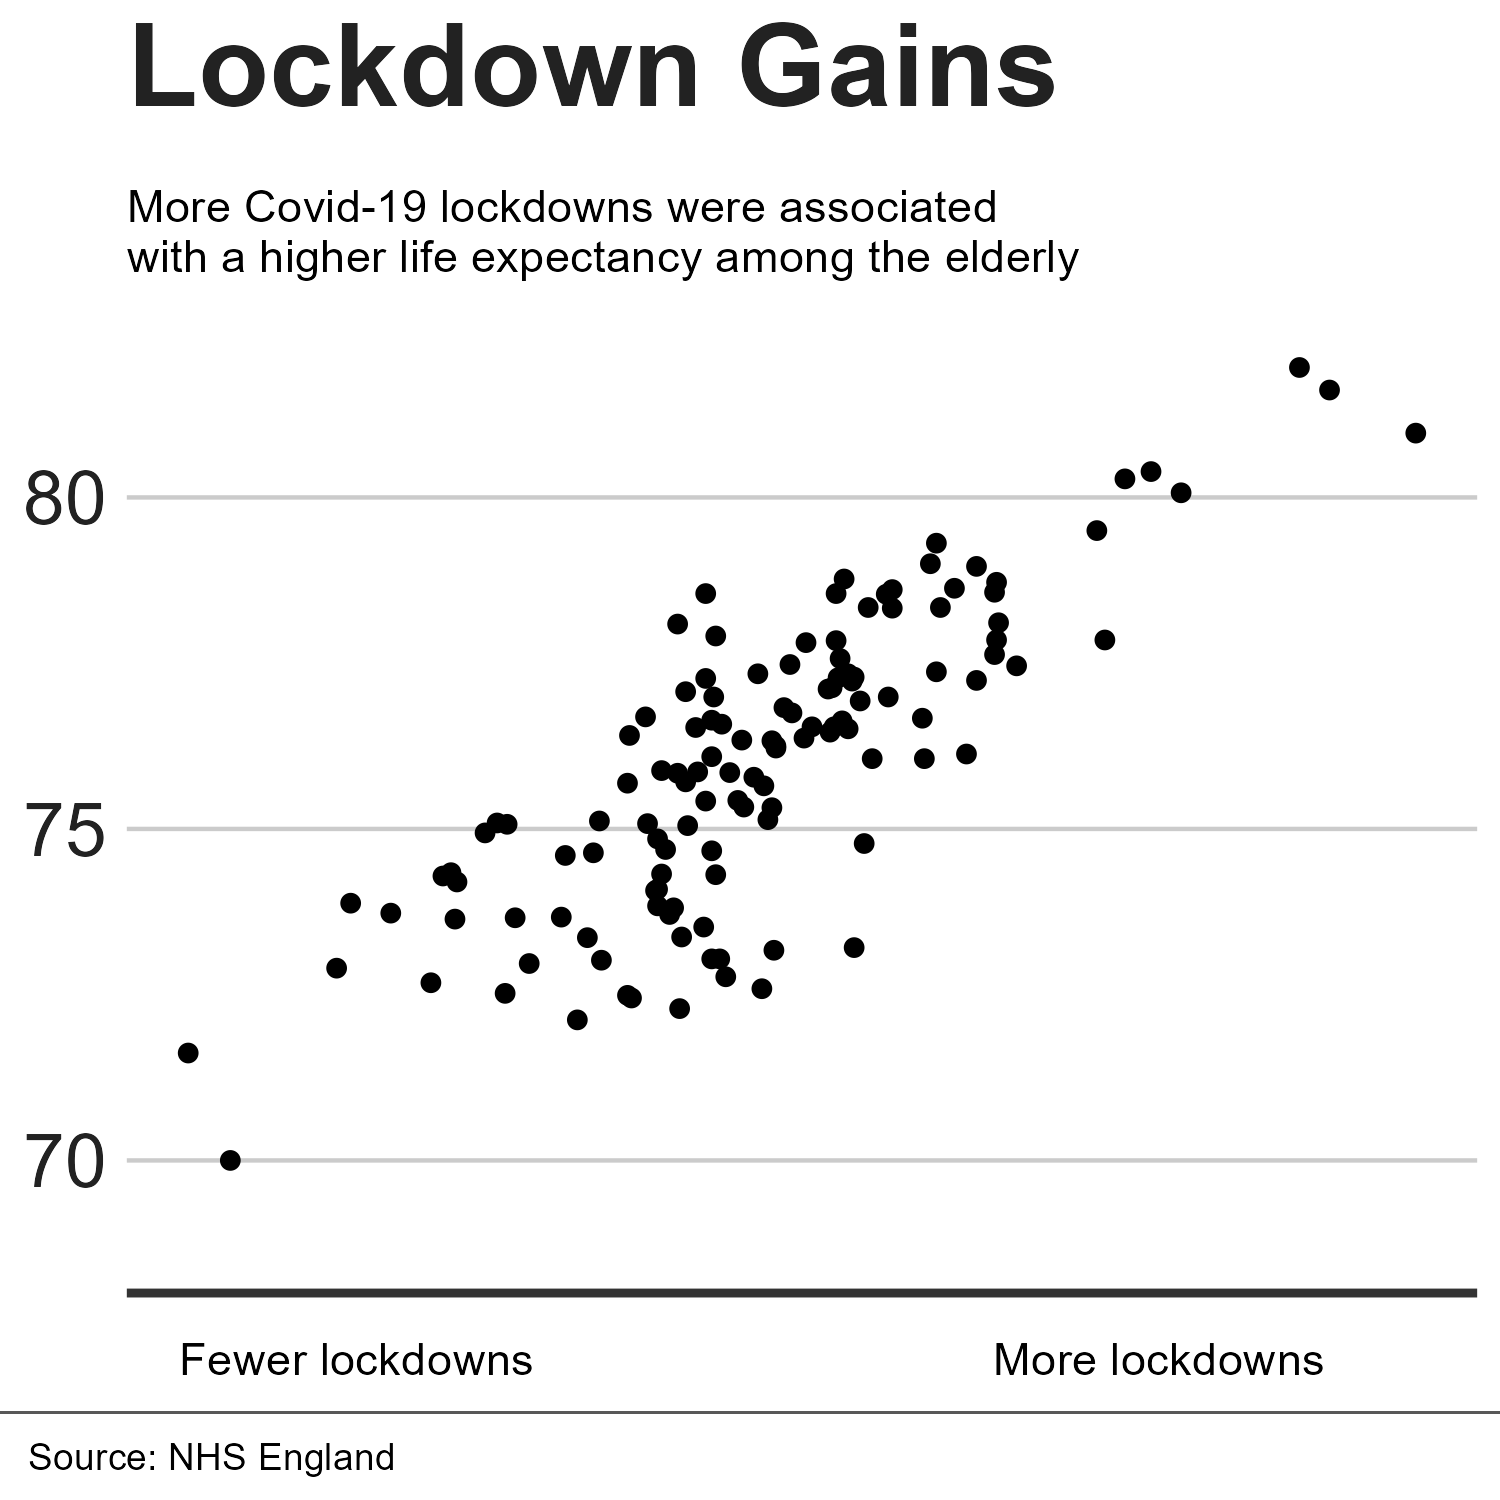 Lockdown Gains
More Covid-19 lockdowns were associated
with a higher life expectancy among the elderly
80
75
70
Fewer lockdowns
More lockdowns
Source: NHS England